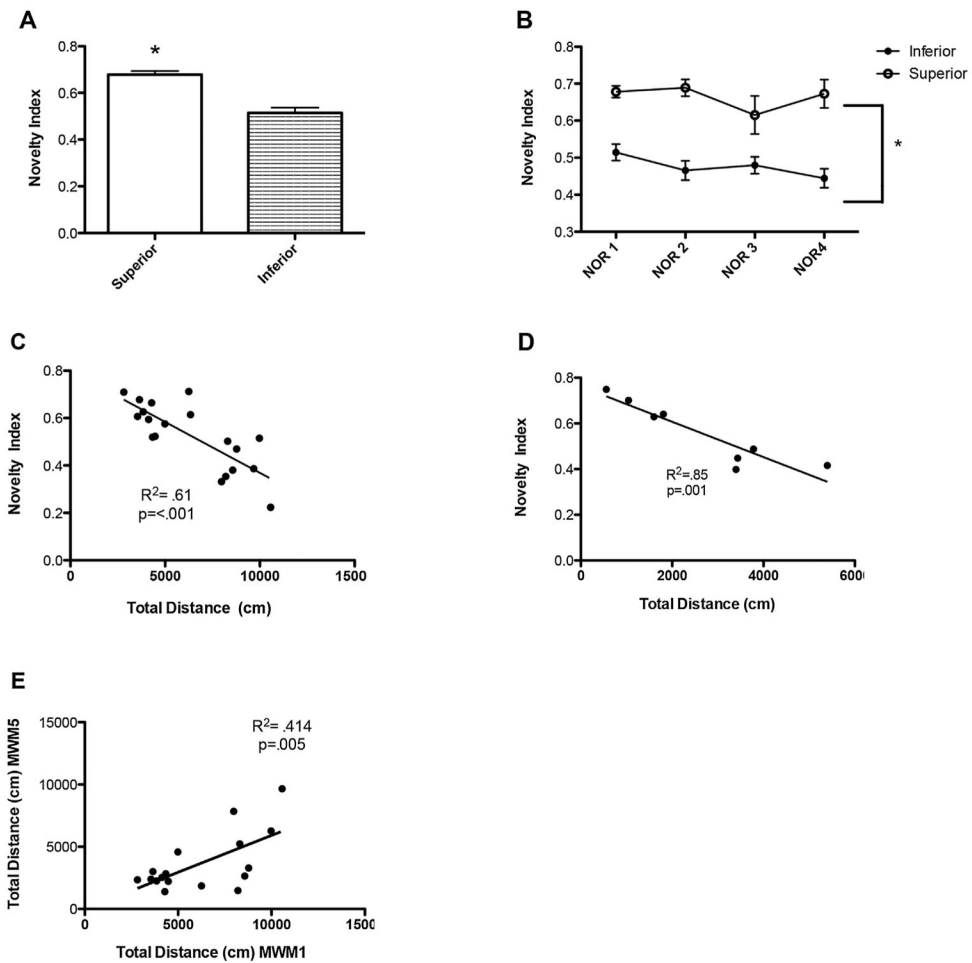 A
0.8
*
0.6
0.4
0.2
0.0
Novelty Index
Superior
Inferior
B
0.8
0.7
0.6
0.5
0.4
0.3
Novelty Index
NOR 1
NOR 2
NOR 3
NOR4
Inferior
Superior
*
C
0.8
0.6
0.4
0.2
0.0
Novelty Index
R2= .61
p=<.001
0
5000
10000
1500
Total Distance (cm)
D
0.8
0.6
0.4
0.2
0.0
Novelty Index
R2=.85
p=.001
0
2000
4000
600
Total Distance (cm)
E
15000
10000
5000
0
Total Distance (cm) MWM5
R2= .414
p=.005
0
5000
10000
1500
Total Distance (cm) MWM1